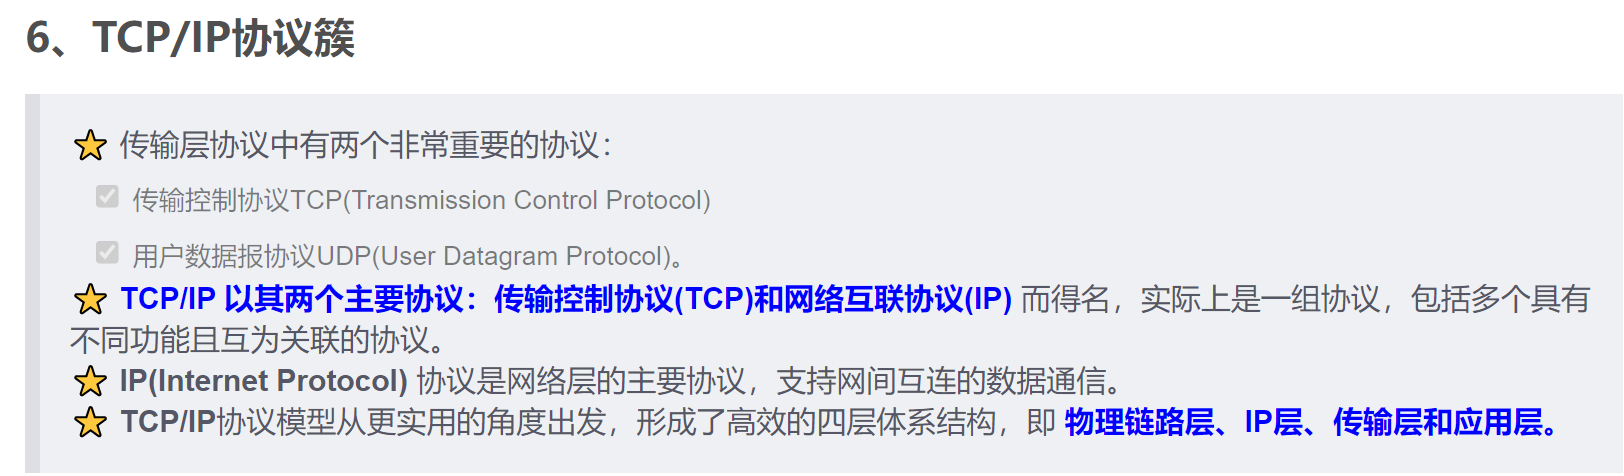 6、TCP/IP协议簇
传输层协议中有两个非常重要的协议：
传输控制协议TCP(Transmission Control Protocol)
用户数据报协议UDP(User Datagram Protocol)。
TCP/IP 以其两个主要协议：传输控制协议(TCP)和网络互联协议(IP) 而得名，实际上是一组协议，包括多个具有
不同功能且互为关联的协议。
IP(Internet Protocol) 协议是网络层的主要协议，支持网间互连的数据通信。
TCP/IP协议模型从更实用的角度出发，形成了高效的四层体系结构，即 物理链路层、IP层、传输层和应用层。